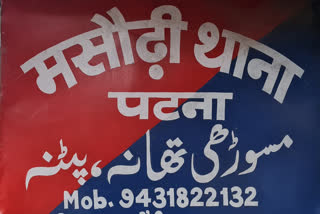 मसौढ़ी थाना
पटना
مسوڑھی تھانہ، پٹنہ
Mob. 9431822132